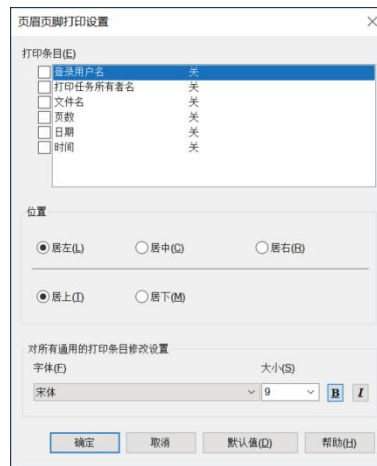 页眉页脚打印设置
打印条目(E)
登录用户名 关
打印任务所有者名 关
文件名 关
页数 关
日期 关
时间 关
位置
居左(L) 居中(C) 居右(R)
居上(T) 居下(M)
对所有通用的打印条目修改设置
字体(F) 大小(S)
宋体 9 B I
确定 取消 默认值(D) 帮助(H)